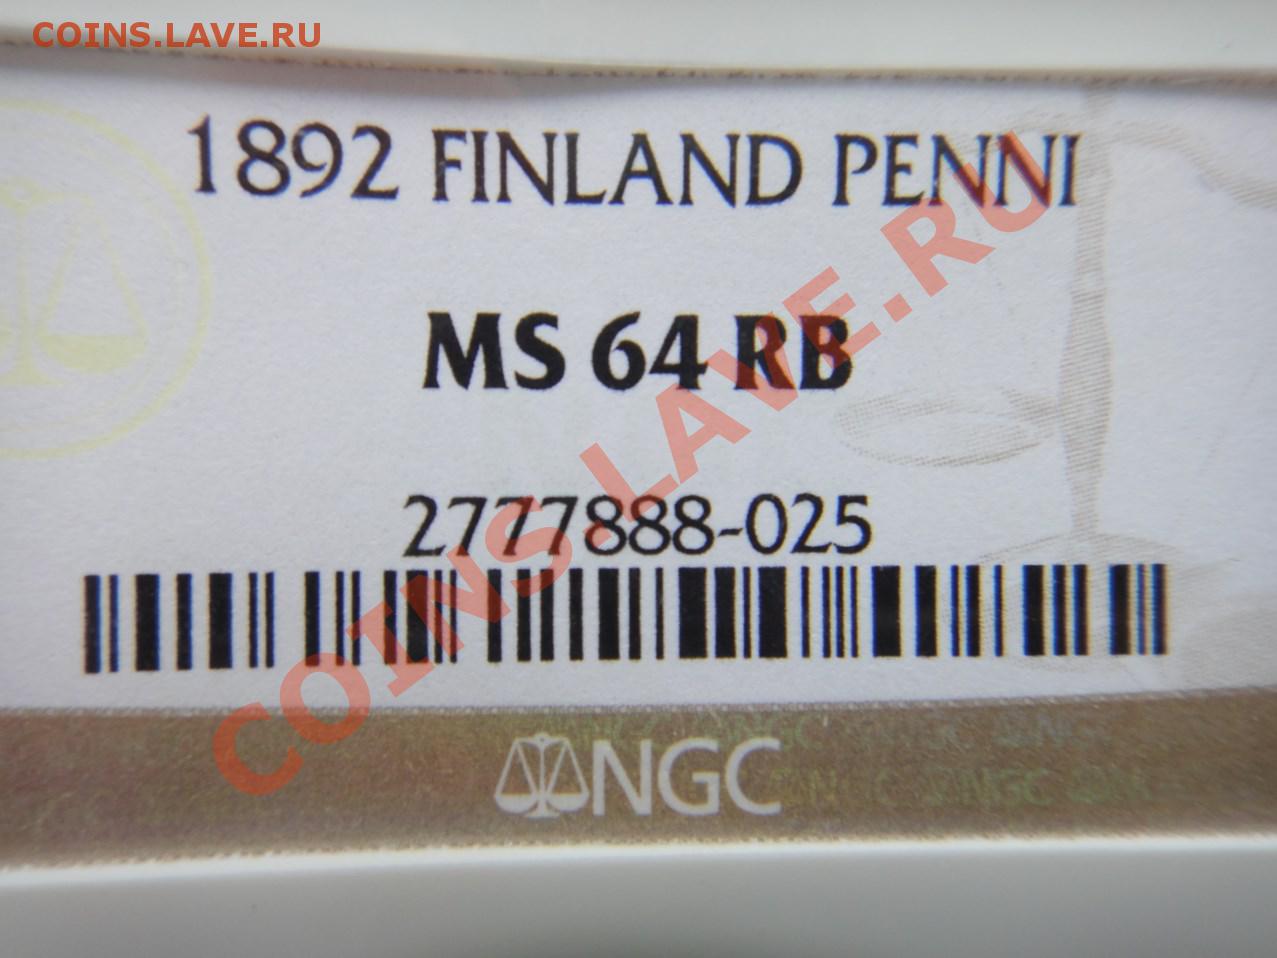 COINS.LAVE.RU
1892 FINLAND PENNI
MS 64 RB
COINS.LAVE.RU
2777888-025
NGC